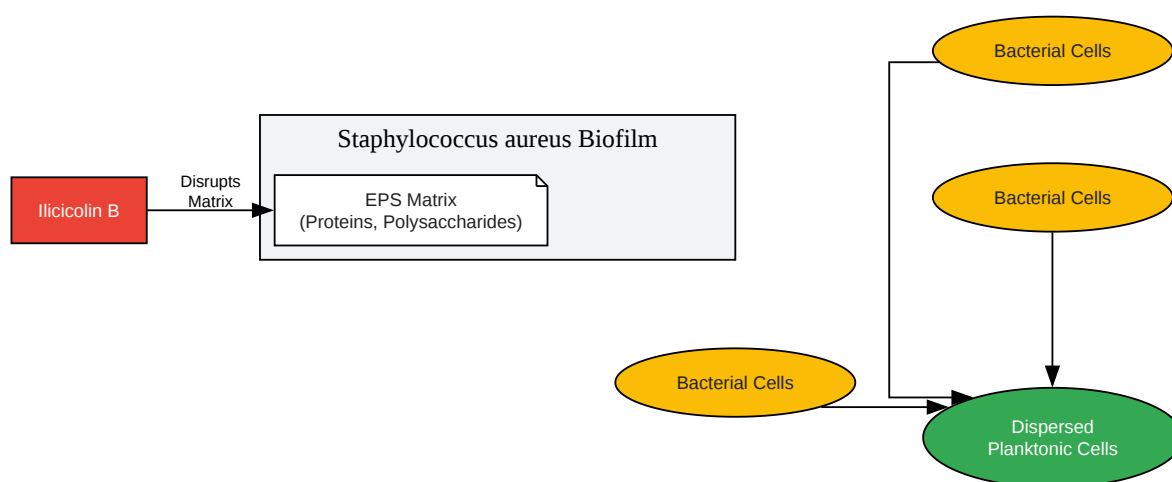 Bacterial Cells
Staphylococcus aureus Biofilm
Disrupts
Matrix
Ilicicolin B
EPS Matrix
(Proteins, Polysaccharides)
Bacterial Cells
Bacterial Cells
Dispersed
Planktonic Cells